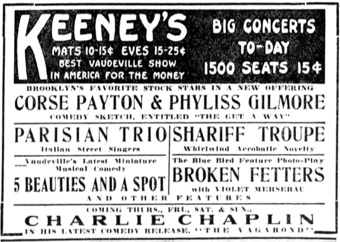 KEENEY'S
MATS 10-15¢ EVES 15-25¢
BEST VAUDEVILLE SHOW
IN AMERICA FOR THE MONEY
BIG CONCERTS
TO-DAY
1500 SEATS 15¢
BROOKLYN'S FAVORITE STOCK STARS IN A NEW OFFERING
CORSE PAYTON & PHYLISS GILMORE
COMEDY SKETCH, ENTITLED "THE GET A WAY"
PARISIAN TRIO
Italian Street Singers
SHARIFF TROUPE
Whirlwind Acrobatic Novelty
Vaudeville's Latest Miniature
Musical Comedy
5 BEAUTIES AND A SPOT
The Blue Bird Feature Photo-Play
BROKEN FETTERS
with VIOLET MERSERAU
AND OTHER FEATURES
COMING THURS., FRI., SAT. & SUN.,
CHARLIE CHAPLIN
IN HIS LATEST COMEDY RELEASE, "THE VAGABOND"